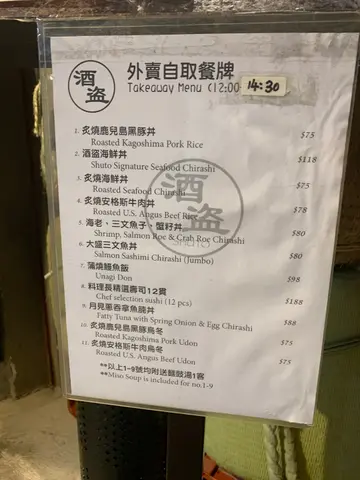 酒盗
外賣自取餐牌
Takeaway Menu (12:00 14:30
1. 炙燒鹿兒島黑豚丼
Roasted Kagoshima Pork Rice $75
2. 酒盗海鮮丼
Shuto Signature Seafood Chirashi $118
3. 炙燒海鮮丼
Roasted Seafood Chirashi $75
4. 炙燒安格斯牛肉丼
Roasted U.S. Angus Beef Rice $78
5. 海老、三文魚子、蟹籽丼
Shrimp, Salmon Roe & Crab Roe Chirashi $80
6. 大盛三文魚丼
Salmon Sashimi Chirashi (Jumbo) $80
7. 蒲燒鰻魚飯
Unagi Don $98
8. 料理長精選壽司12貫
Chef selection sushi (12 pcs) $188
9. 月見葱吞拿魚腩丼
Fatty Tuna with Spring Onion & Egg Chirashi $88
10. 炙燒鹿兒島黑豚烏冬
Roasted Kagoshima Pork Udon $75
11. 炙燒安格斯牛肉烏冬
Roasted U.S. Angus Beef Udon $75
**以上1-9號均附送麵豉湯1客
**Miso Soup is included for no.1-9
酒盗